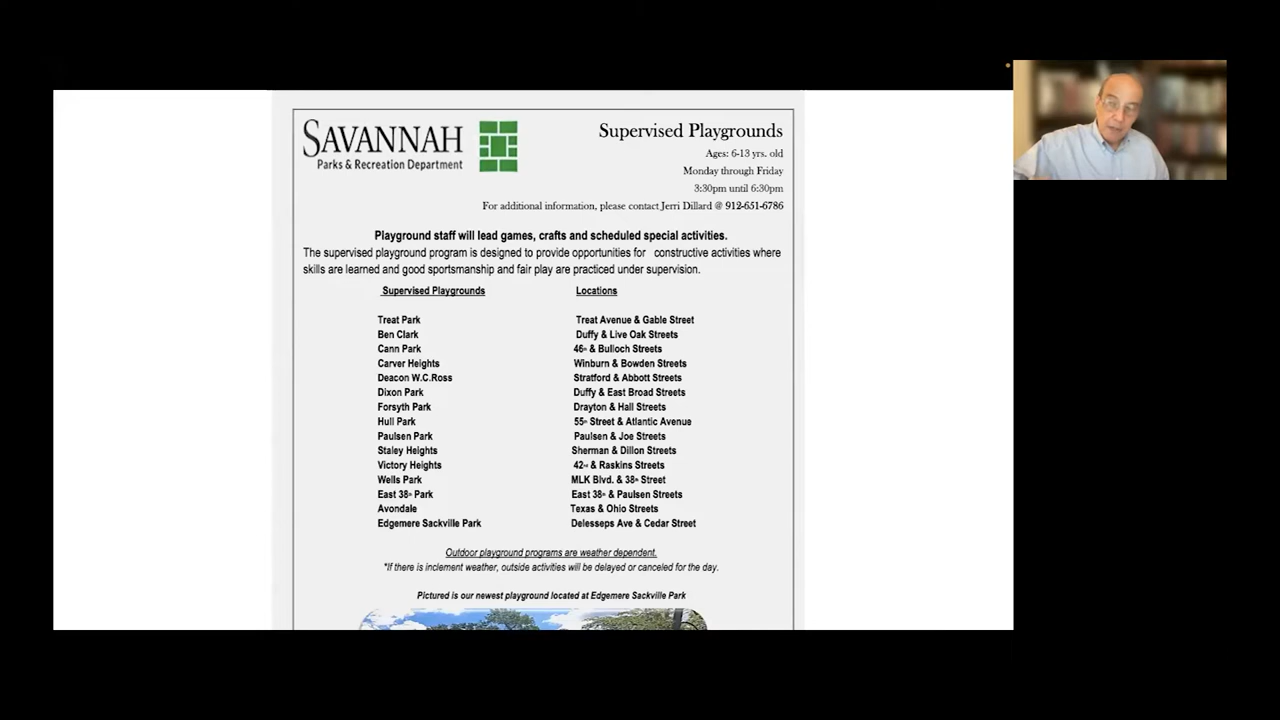 SAVANNAH
Parks & Recreation Department
Supervised Playgrounds
Ages: 6-13 yrs. old
Monday through Friday
3:30pm until 6:30pm
For additional information, please contact Jerri Dillard @ 912-651-6786
Playground staff will lead games, crafts and scheduled special activities.
The supervised playground program is designed to provide opportunities for constructive activities where
skills are learned and good sportsmanship and fair play are practiced under supervision.
Supervised Playgrounds Locations
Treat Park Treat Avenue & Gable Street
Ben Clark Duffy & Live Oak Streets
Cann Park 46th & Bulloch Streets
Carver Heights Winburn & Bowden Streets
Deacon W.C.Ross Stratford & Abbott Streets
Dixon Park Duffy & East Broad Streets
Forsyth Park Drayton & Hall Streets
Hull Park 55th Street & Atlantic Avenue
Paulsen Park Paulsen & Joe Streets
Staley Heights Sherman & Dillon Streets
Victory Heights 42nd & Raskins Streets
Wells Park MLK Blvd. & 38th Street
East 38th Park East 38th & Paulsen Streets
Avondale Texas & Ohio Streets
Edgemere Sackville Park Delesseps Ave & Cedar Street
Outdoor playground programs are weather dependent.
*If there is inclement weather, outside activities will be delayed or canceled for the day.
Pictured is our newest playground located at Edgemere Sackville Park